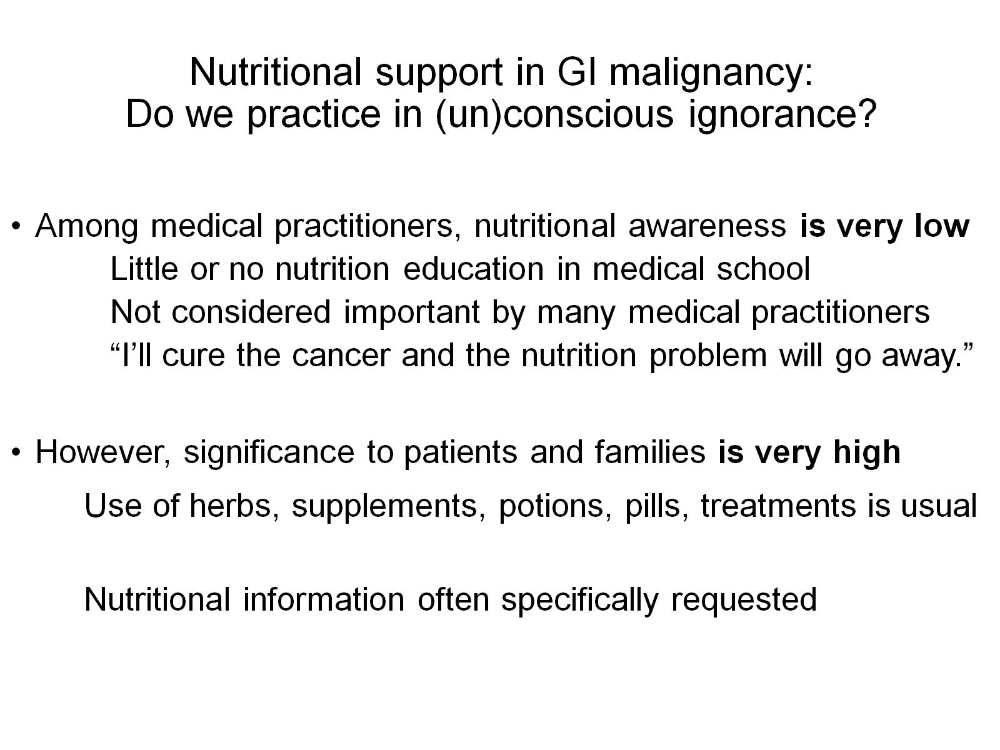 Nutritional support in GI malignancy:
Do we practice in (un)conscious ignorance?
• Among medical practitioners, nutritional awareness is very low
Little or no nutrition education in medical school
Not considered important by many medical practitioners
“I’ll cure the cancer and the nutrition problem will go away.”
• However, significance to patients and families is very high
Use of herbs, supplements, potions, pills, treatments is usual
Nutritional information often specifically requested